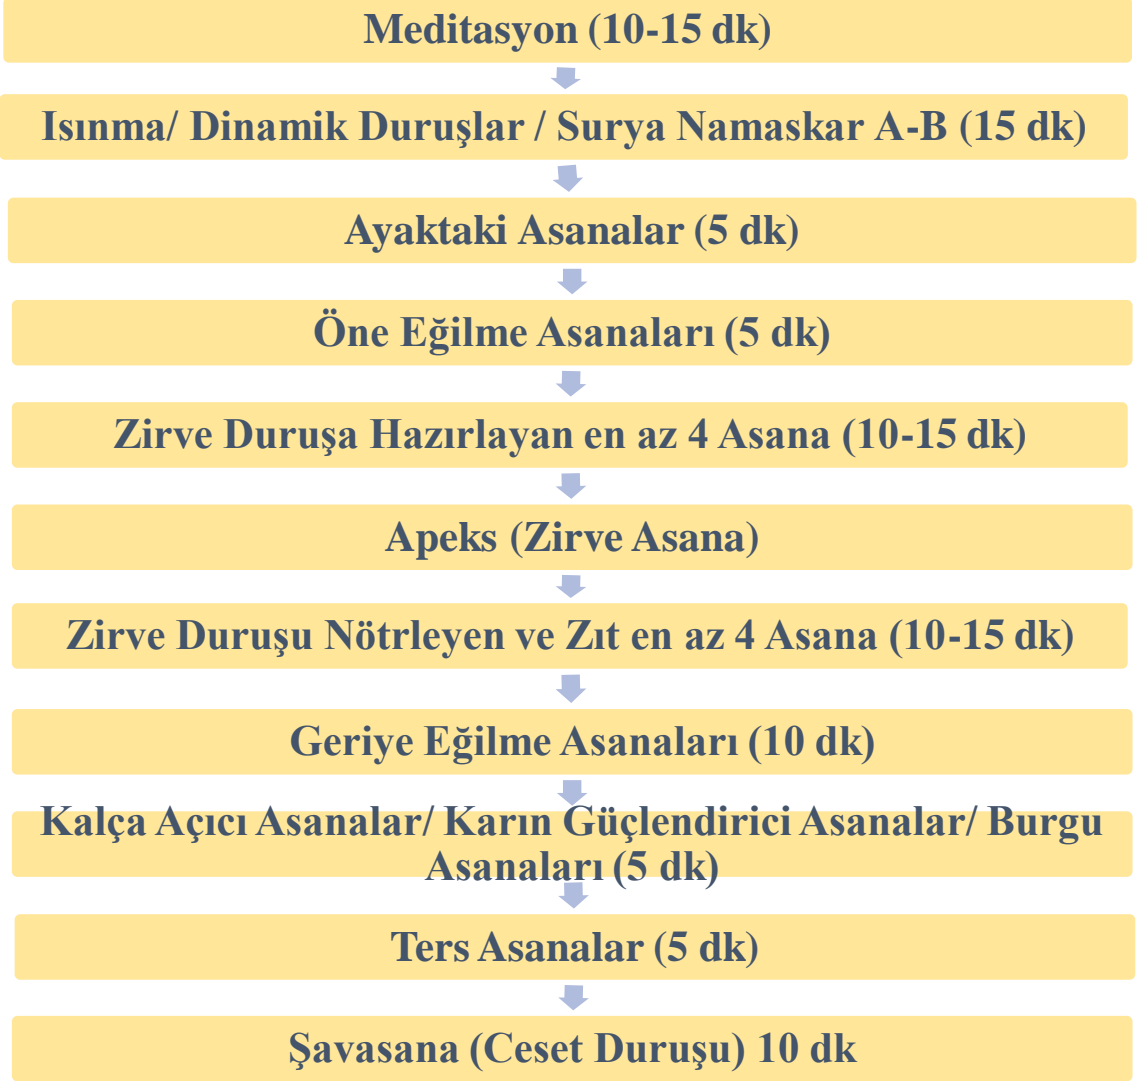 Meditasyon (10-15 dk)
Isınma/ Dinamik Duruşlar / Surya Namaskar A-B (15 dk)
Ayaktaki Asanalar (5 dk)
Öne Eğilme Asanaları (5 dk)
Zirve Duruşa Hazırlayan en az 4 Asana (10-15 dk)
Apeks (Zirve Asana)
Zirve Duruşu Nötrleyen ve Zıt en az 4 Asana (10-15 dk)
Geriye Eğilme Asanaları (10 dk)
Kalça Açıcı Asanalar/ Karın Güçlendirici Asanalar/ Burgu
Asanaları (5 dk)
Ters Asanalar (5 dk)
Şavasana (Ceset Duruşu) 10 dk